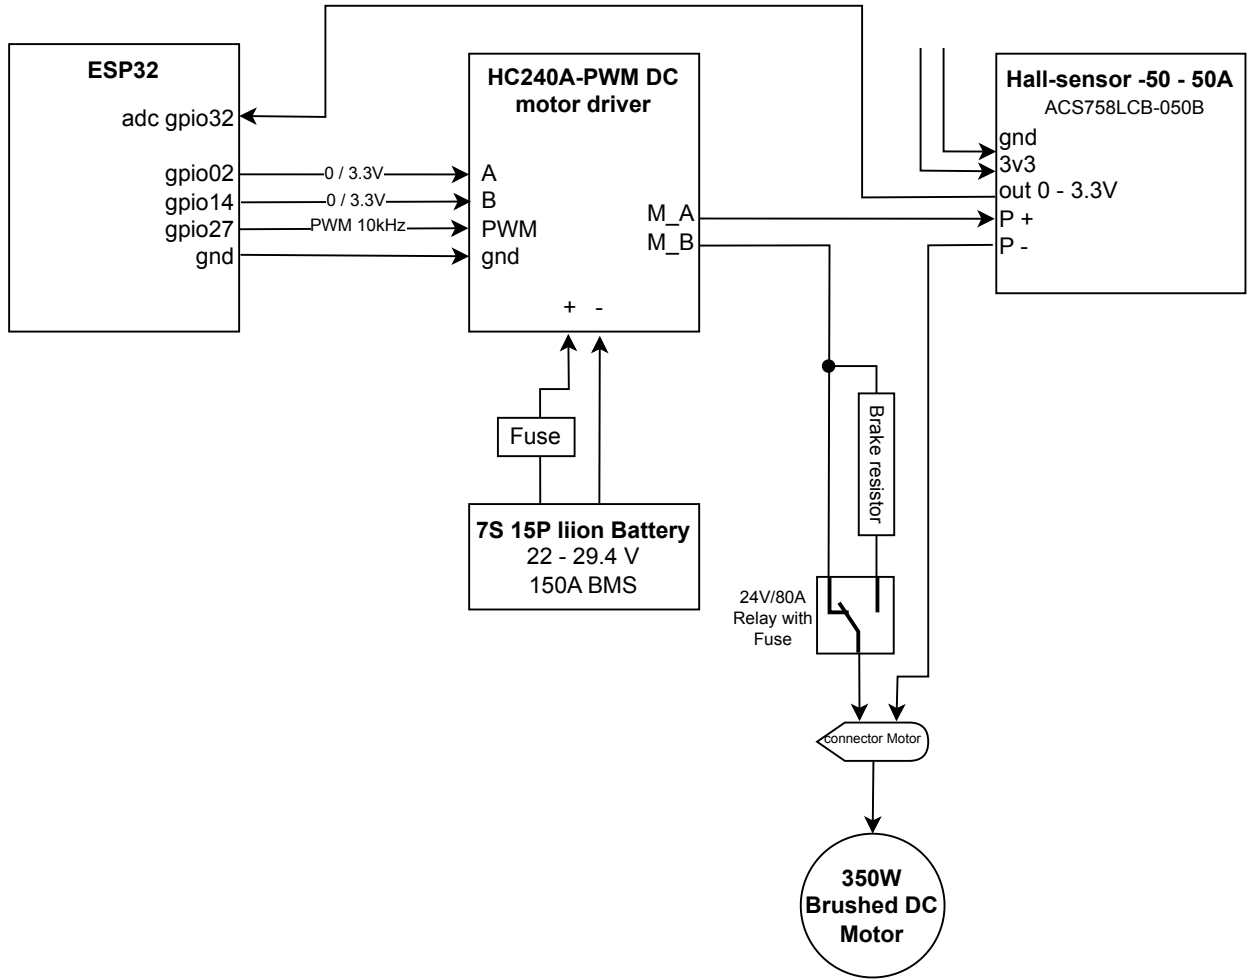 ESP32
adc gpio32
gpio02
gpio14
gpio27
gnd
0 / 3.3V
0 / 3.3V
PWM 10kHz
HC240A-PWM DC
motor driver
A
B
PWM
gnd
M_A
M_B
+ -
Hall-sensor -50 - 50A
ACS758LCB-050B
gnd
3v3
out 0 - 3.3V
P +
P -
Fuse
7S 15P liion Battery
22 - 29.4 V
150A BMS
Brake resistor
24V/80A
Relay with
Fuse
connector Motor
350W
Brushed DC
Motor